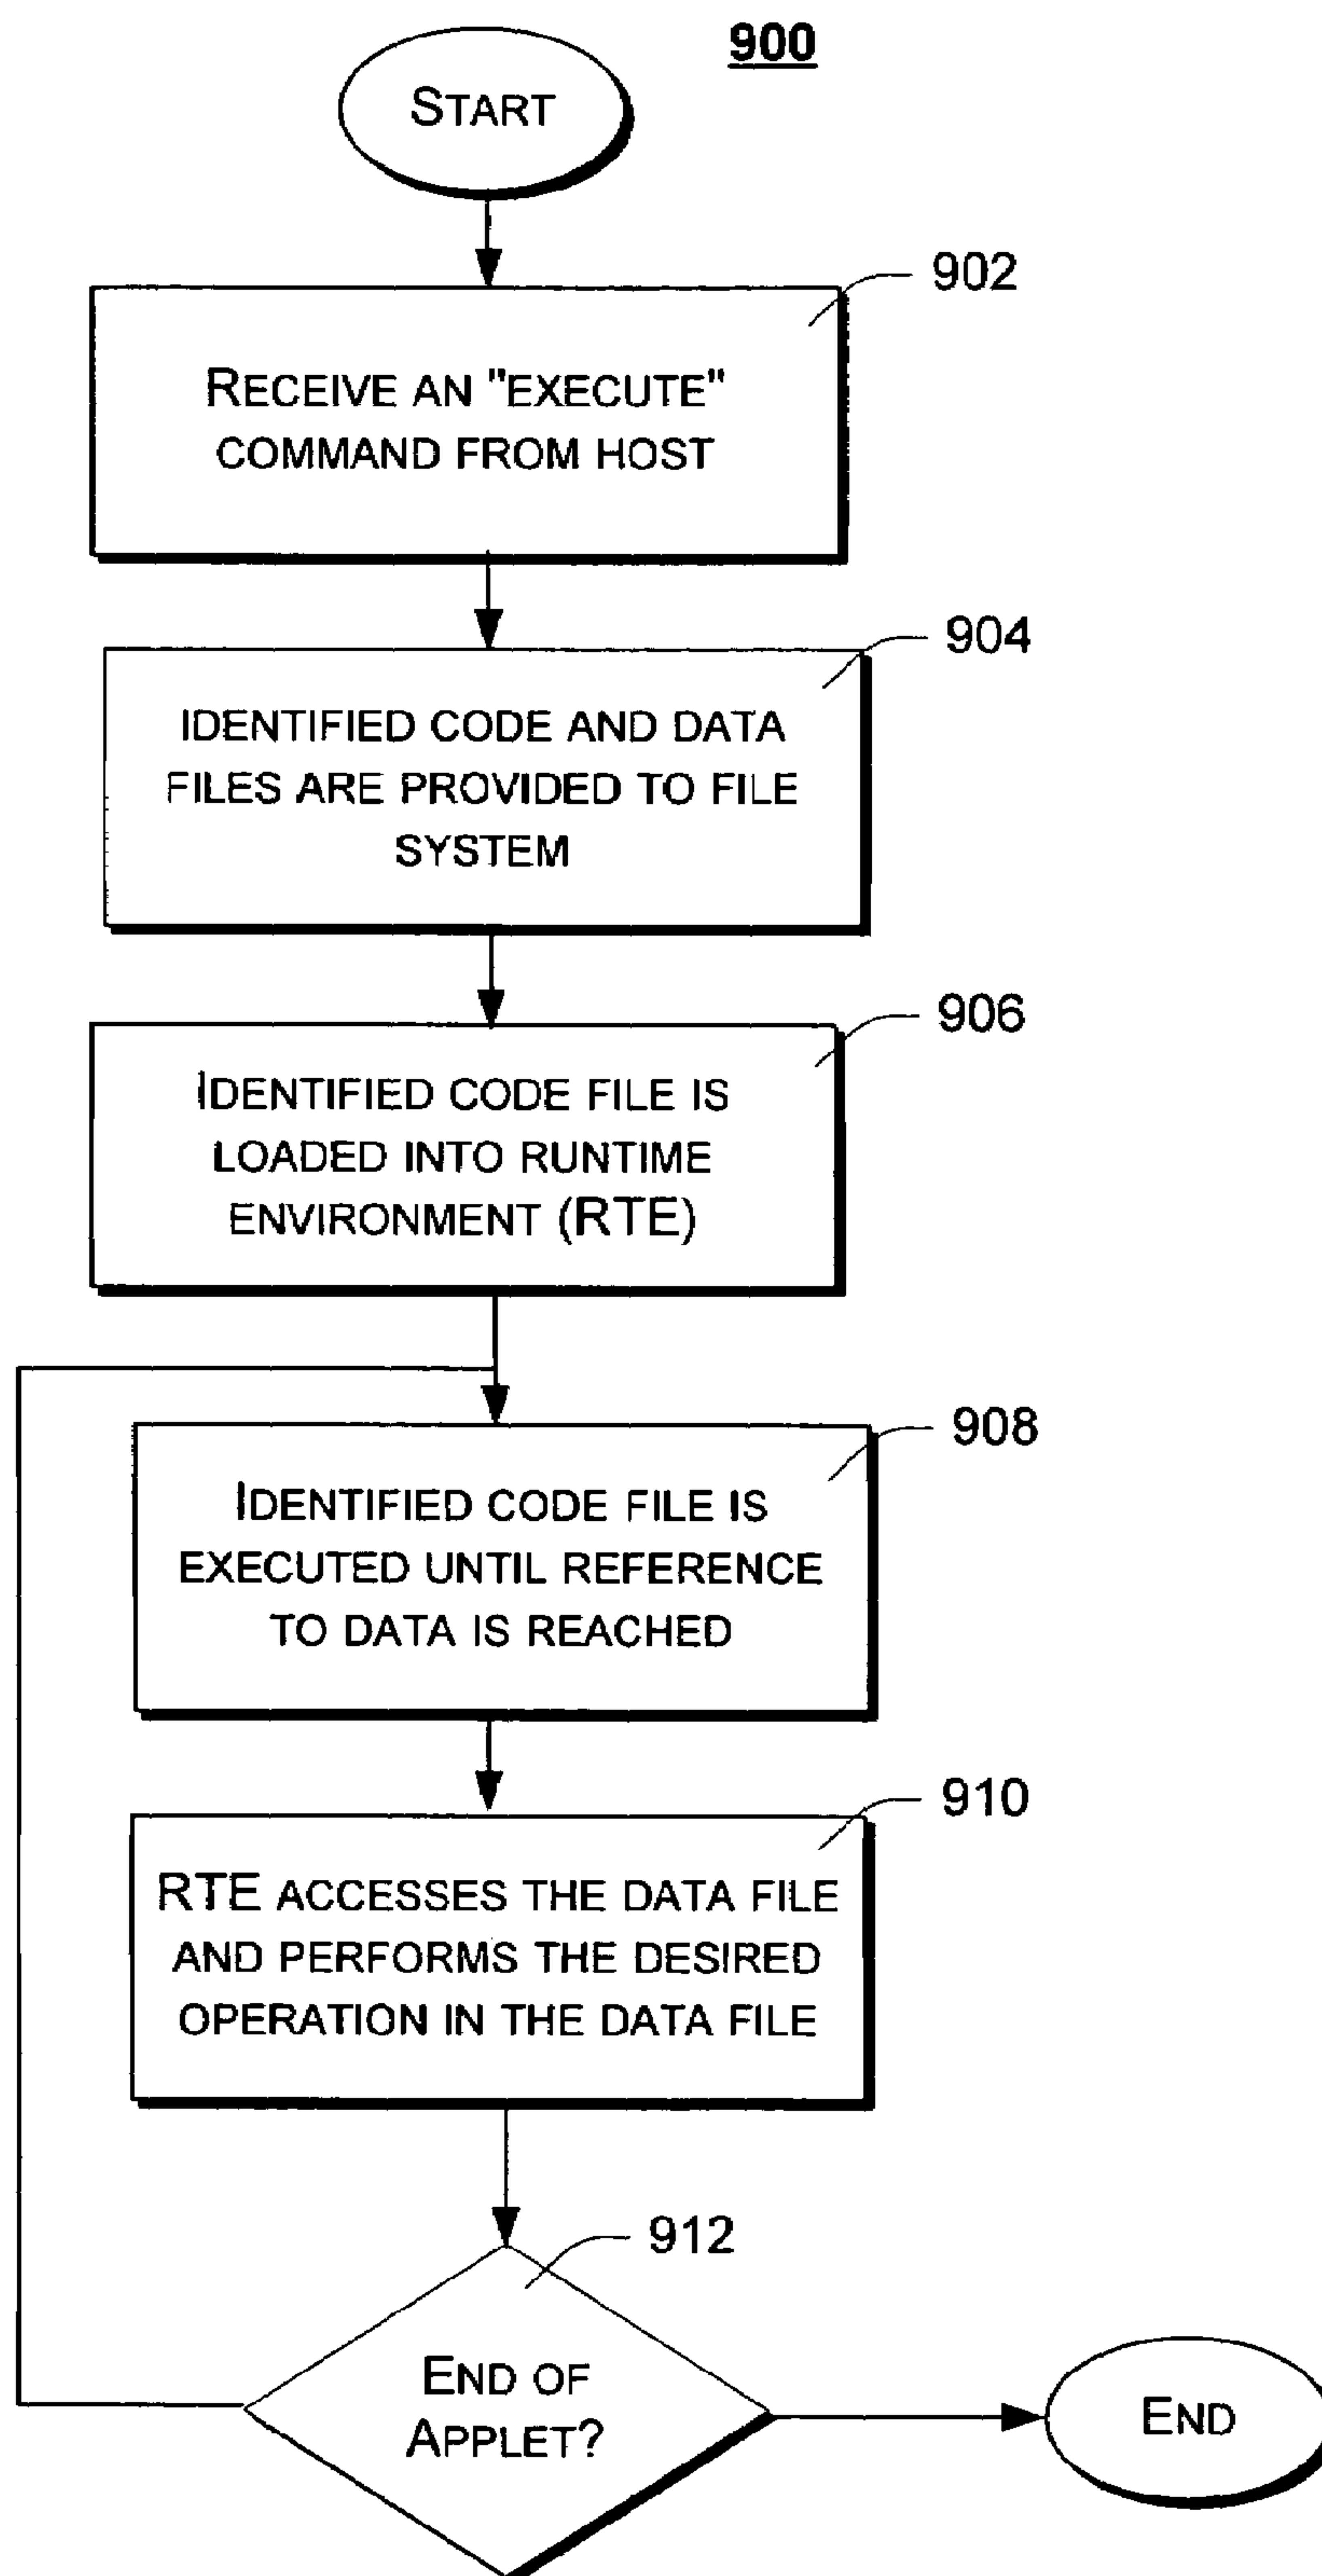 900
START
902
RECEIVE AN "EXECUTE"
COMMAND FROM HOST
904
IDENTIFIED CODE AND DATA
FILES ARE PROVIDED TO FILE
SYSTEM
906
IDENTIFIED CODE FILE IS
LOADED INTO RUNTIME
ENVIRONMENT (RTE)
908
IDENTIFIED CODE FILE IS
EXECUTED UNTIL REFERENCE
TO DATA IS REACHED
910
RTE ACCESSES THE DATA FILE
AND PERFORMS THE DESIRED
OPERATION IN THE DATA FILE
912
END OF
APPLET?
END